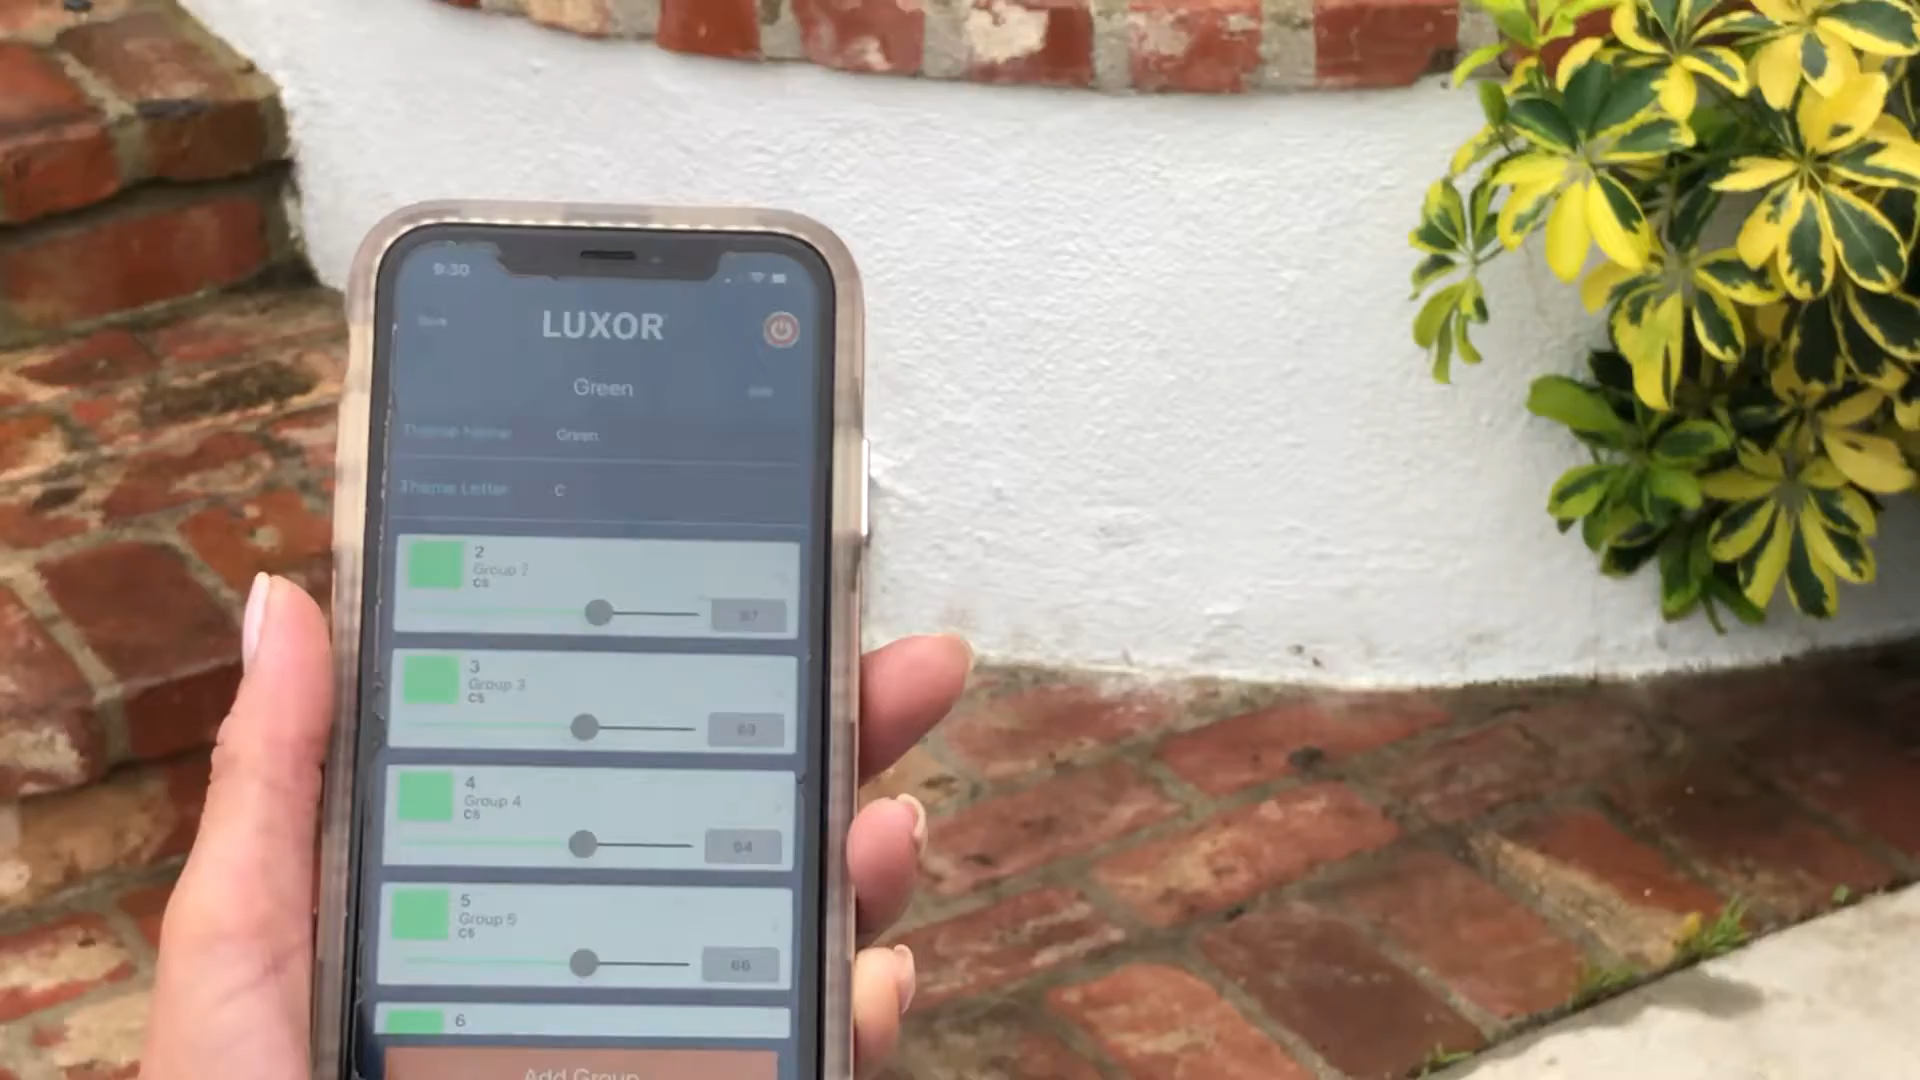 9:30
LUXOR
Green
Theme Name Green
Theme Letter C
2
Group 2
C5
3
Group 3
C5
4
Group 4
C5
5
Group 5
C5
66
6
Add Group